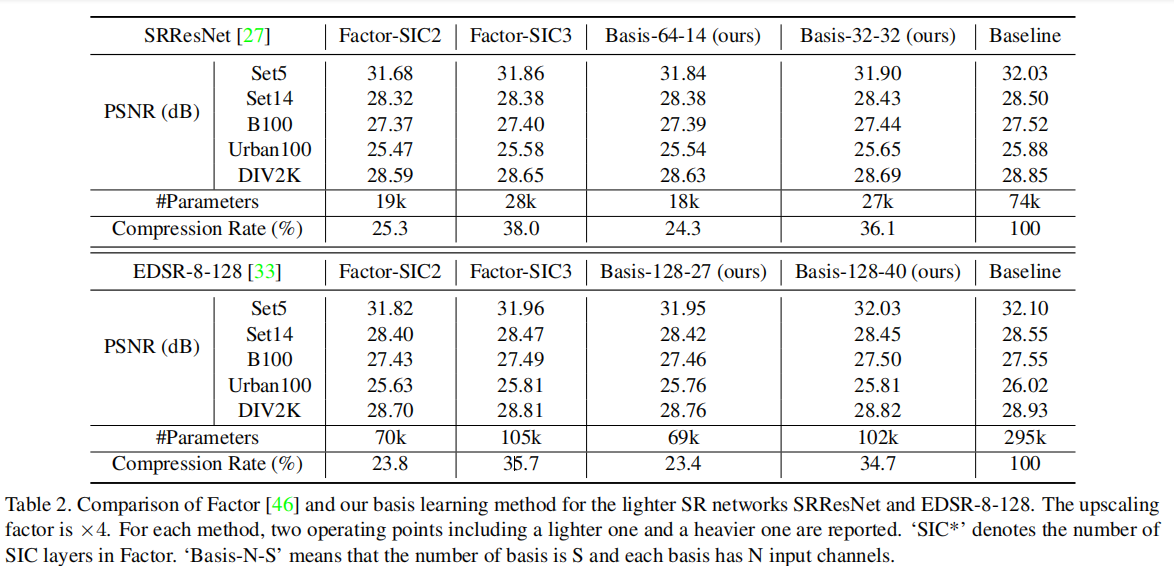 SRResNet [27] Factor-SIC2 Factor-SIC3 Basis-64-14 (ours) Basis-32-32 (ours) Baseline
Set5 31.68 31.86 31.84 31.90 32.03
Set14 28.32 28.38 28.38 28.43 28.50
PSNR (dB)
B100 27.37 27.40 27.39 27.44 27.52
Urban100 25.47 25.58 25.54 25.65 25.88
DIV2K 28.59 28.65 28.63 28.69 28.85
#Parameters 19k 28k 18k 27k 74k
Compression Rate (%) 25.3 38.0 24.3 36.1 100
EDSR-8-128 [33] Factor-SIC2 Factor-SIC3 Basis-128-27 (ours) Basis-128-40 (ours) Baseline
Set5 31.82 31.96 31.95 32.03 32.10
Set14 28.40 28.47 28.42 28.45 28.55
PSNR (dB)
B100 27.43 27.49 27.46 27.50 27.55
Urban100 25.63 25.81 25.76 25.81 26.02
DIV2K 28.70 28.81 28.76 28.82 28.93
#Parameters 70k 105k 69k 102k 295k
Compression Rate (%) 23.8 35.7 23.4 34.7 100
Table 2. Comparison of Factor [46] and our basis learning method for the lighter SR networks SRResNet and EDSR-8-128. The upscaling
factor is ×4. For each method, two operating points including a lighter one and a heavier one are reported. ‘SIC*’ denotes the number of
SIC layers in Factor. ‘Basis-N-S’ means that the number of basis is S and each basis has N input channels.